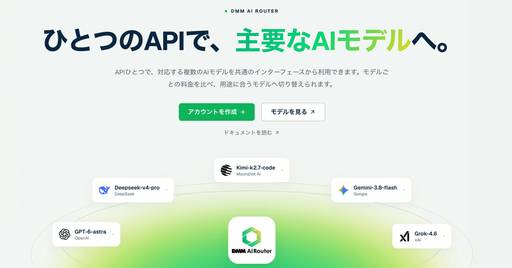 DMM AI ROUTER
ひとつのAPIで、主要なAIモデルへ。
APIひとつで、対応する複数のAIモデルを共通のインターフェースから利用できます。モデルご
との料金を比べ、用途に合うモデルへ切り替えられます。
アカウントを作成
モデルを見る
ドキュメントを読む
Kimi-k2.7-code
Moonshot AI
Deepseek-v4-pro
DeepSeek
Gemini-3.8-flash
Google
GPT-6-astra
OpenAI
Grok-4.6
xAI
DMM AI Router